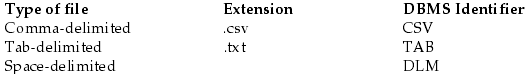 Type of file Extension DBMS Identifier
Comma-delimited .csv CSV
Tab-delimited .txt TAB
Space-delimited DLM